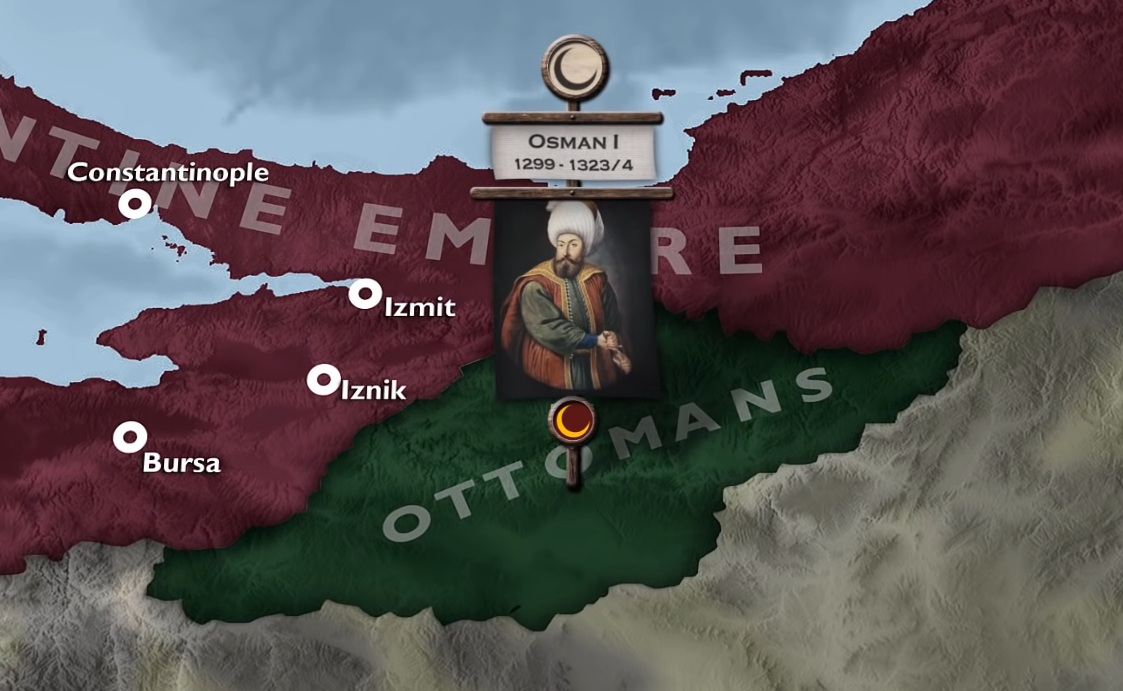 NTINE EMPIRE
Constantinople
OSMAN I
1299 - 1323/4
Izmit
Iznik
Bursa
OTTOMANS